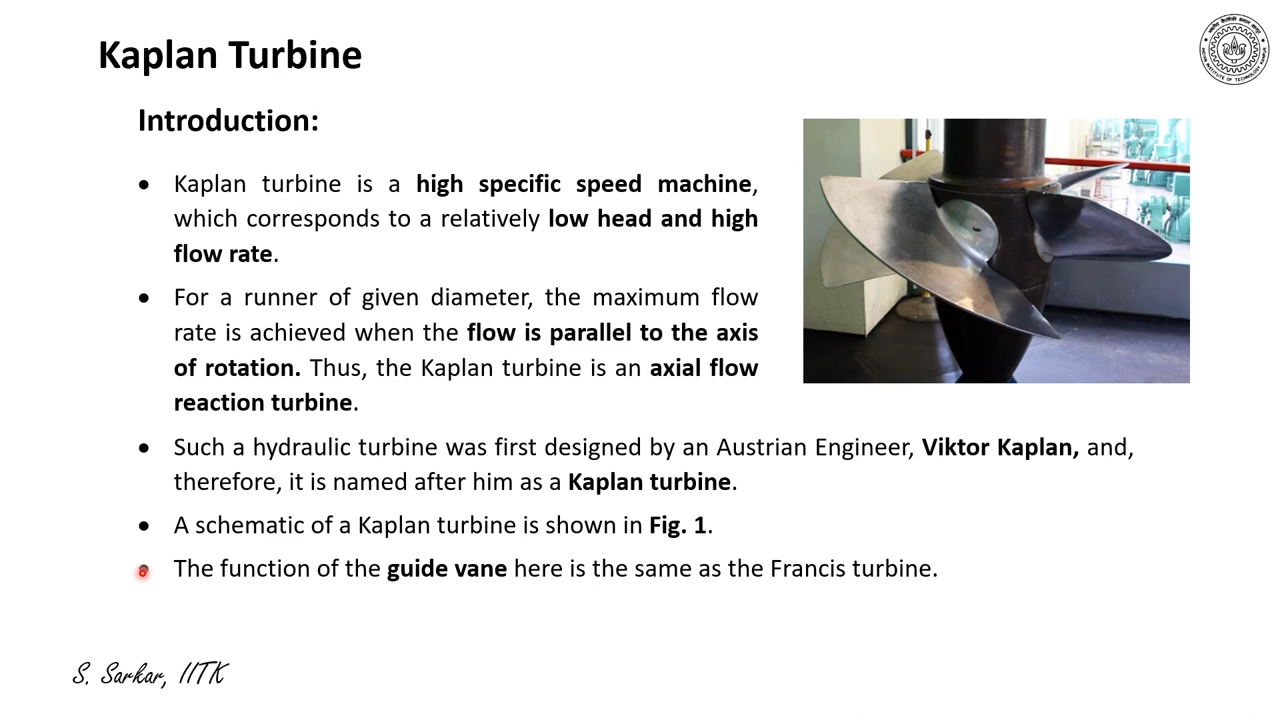 Kaplan Turbine
Introduction:
• Kaplan turbine is a high specific speed machine,
which corresponds to a relatively low head and high
flow rate.
• For a runner of given diameter, the maximum flow
rate is achieved when the flow is parallel to the axis
of rotation. Thus, the Kaplan turbine is an axial flow
reaction turbine.
• Such a hydraulic turbine was first designed by an Austrian Engineer, Viktor Kaplan, and,
therefore, it is named after him as a Kaplan turbine.
• A schematic of a Kaplan turbine is shown in Fig. 1.
• The function of the guide vane here is the same as the Francis turbine.
S. Sarkar, IITK